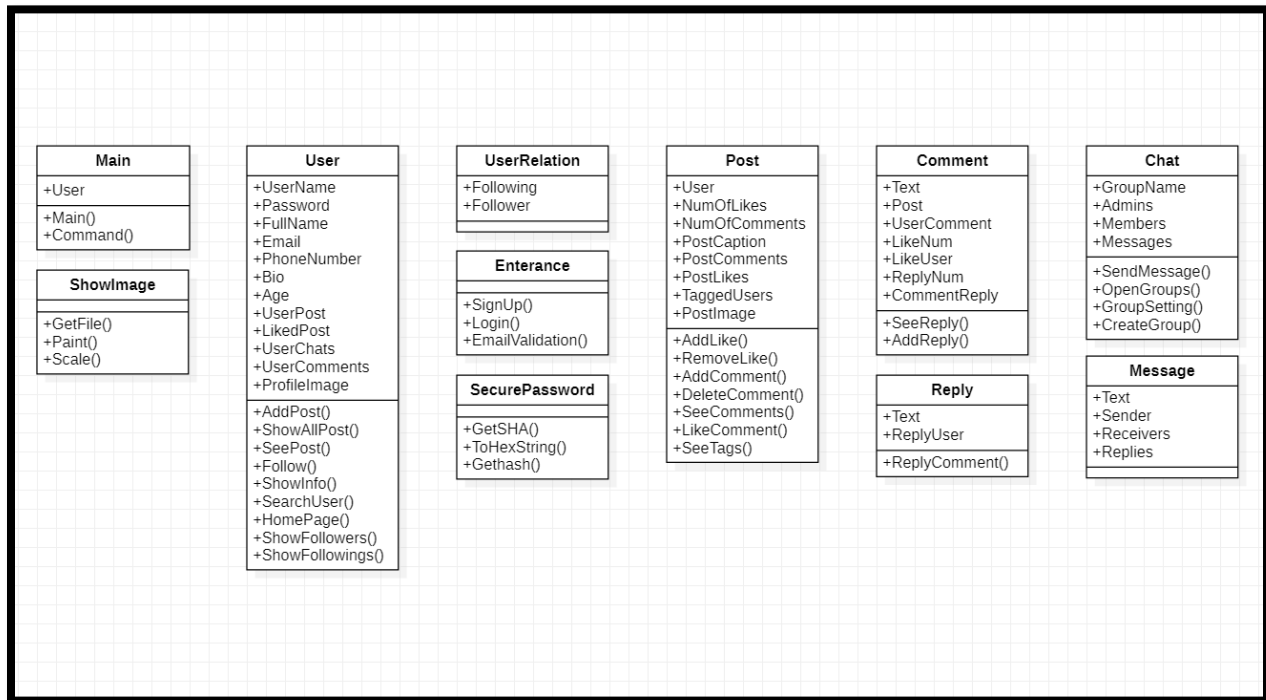 Main
+User
+Main()
+Command()
ShowImage
+GetFile()
+Paint()
+Scale()
User
+UserName
+Password
+FullName
+Email
+PhoneNumber
+Bio
+Age
+UserPost
+LikedPost
+UserChats
+UserComments
+ProfileImage
+AddPost()
+ShowAllPost()
+SeePost()
+Follow()
+ShowInfo()
+SearchUser()
+HomePage()
+ShowFollowers()
+ShowFollowings()
UserRelation
+Following
+Follower
Enterance
+SignUp()
+Login()
+EmailValidation()
SecurePassword
+GetSHA()
+ToHexString()
+Gethash()
Post
+User
+NumOfLikes
+NumOfComments
+PostCaption
+PostComments
+PostLikes
+TaggedUsers
+PostImage
+AddLike()
+RemoveLike()
+AddComment()
+DeleteComment()
+SeeComments()
+LikeComment()
+SeeTags()
Comment
+Text
+Post
+UserComment
+LikeNum
+LikeUser
+ReplyNum
+CommentReply
+SeeReply()
+AddReply()
Reply
+Text
+ReplyUser
+ReplyComment()
Chat
+GroupName
+Admins
+Members
+Messages
+SendMessage()
+OpenGroups()
+GroupSetting()
+CreateGroup()
Message
+Text
+Sender
+Receivers
+Replies